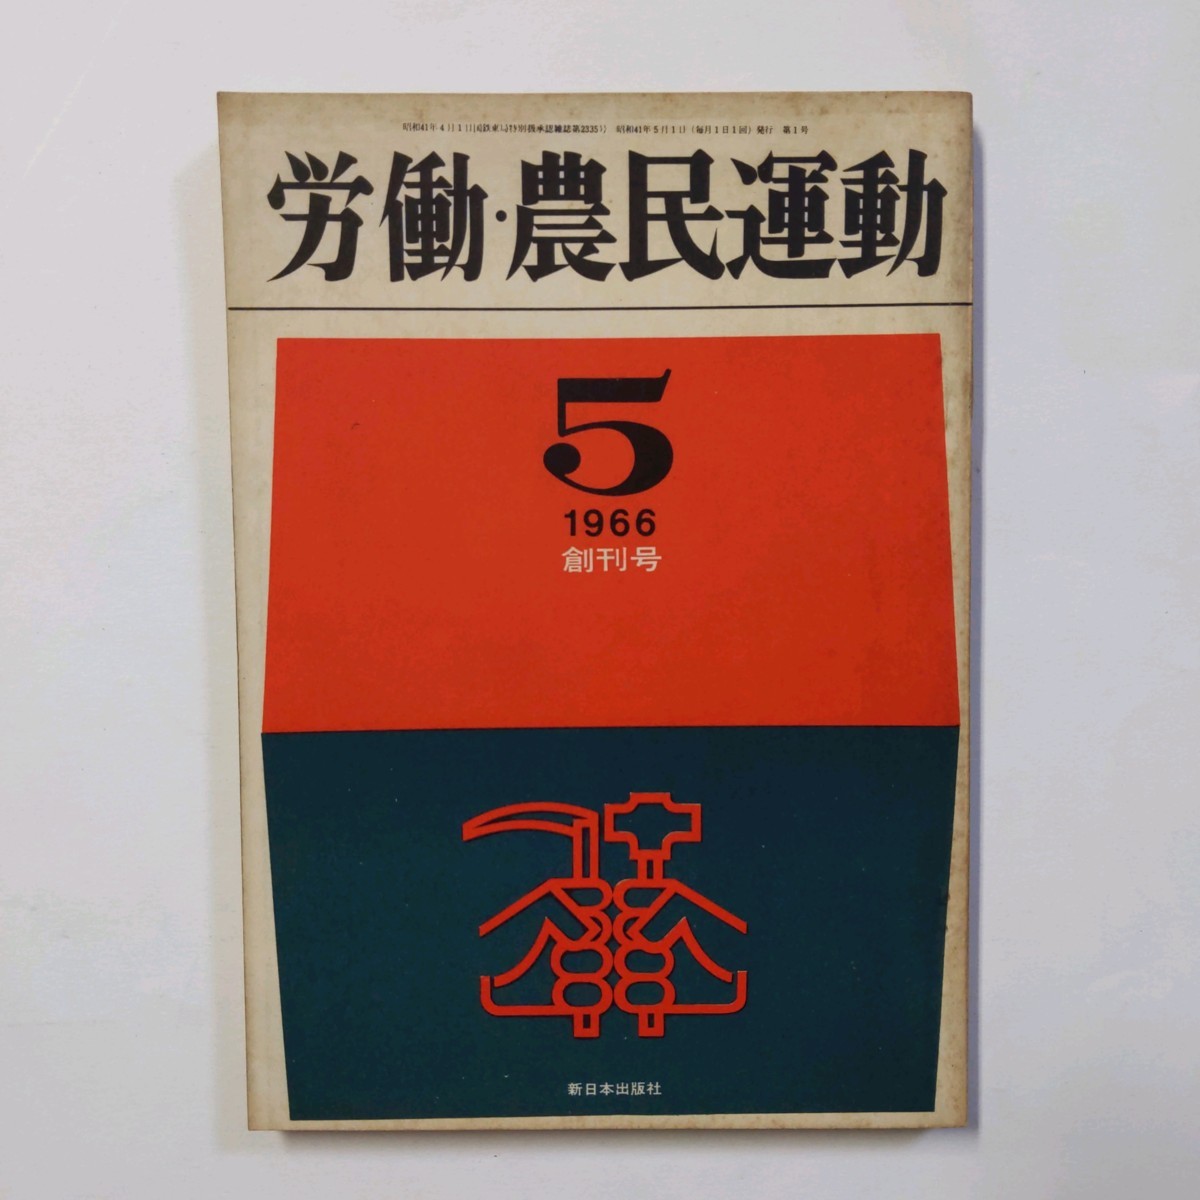 昭和41年4月1日国鉄東局特別扱承認雑誌第2335号 昭和41年5月1日（毎月1日1回）発行 第1号
労働・農民運動
5
1966
創刊号
新日本出版社